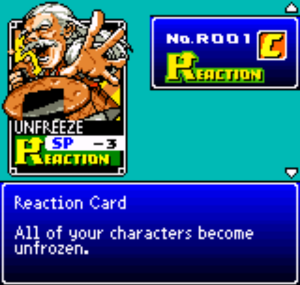 UNFREEZE
SP -3
REACTION
No.R001 C
REACTION
Reaction Card
All of your characters become
unfrozen.